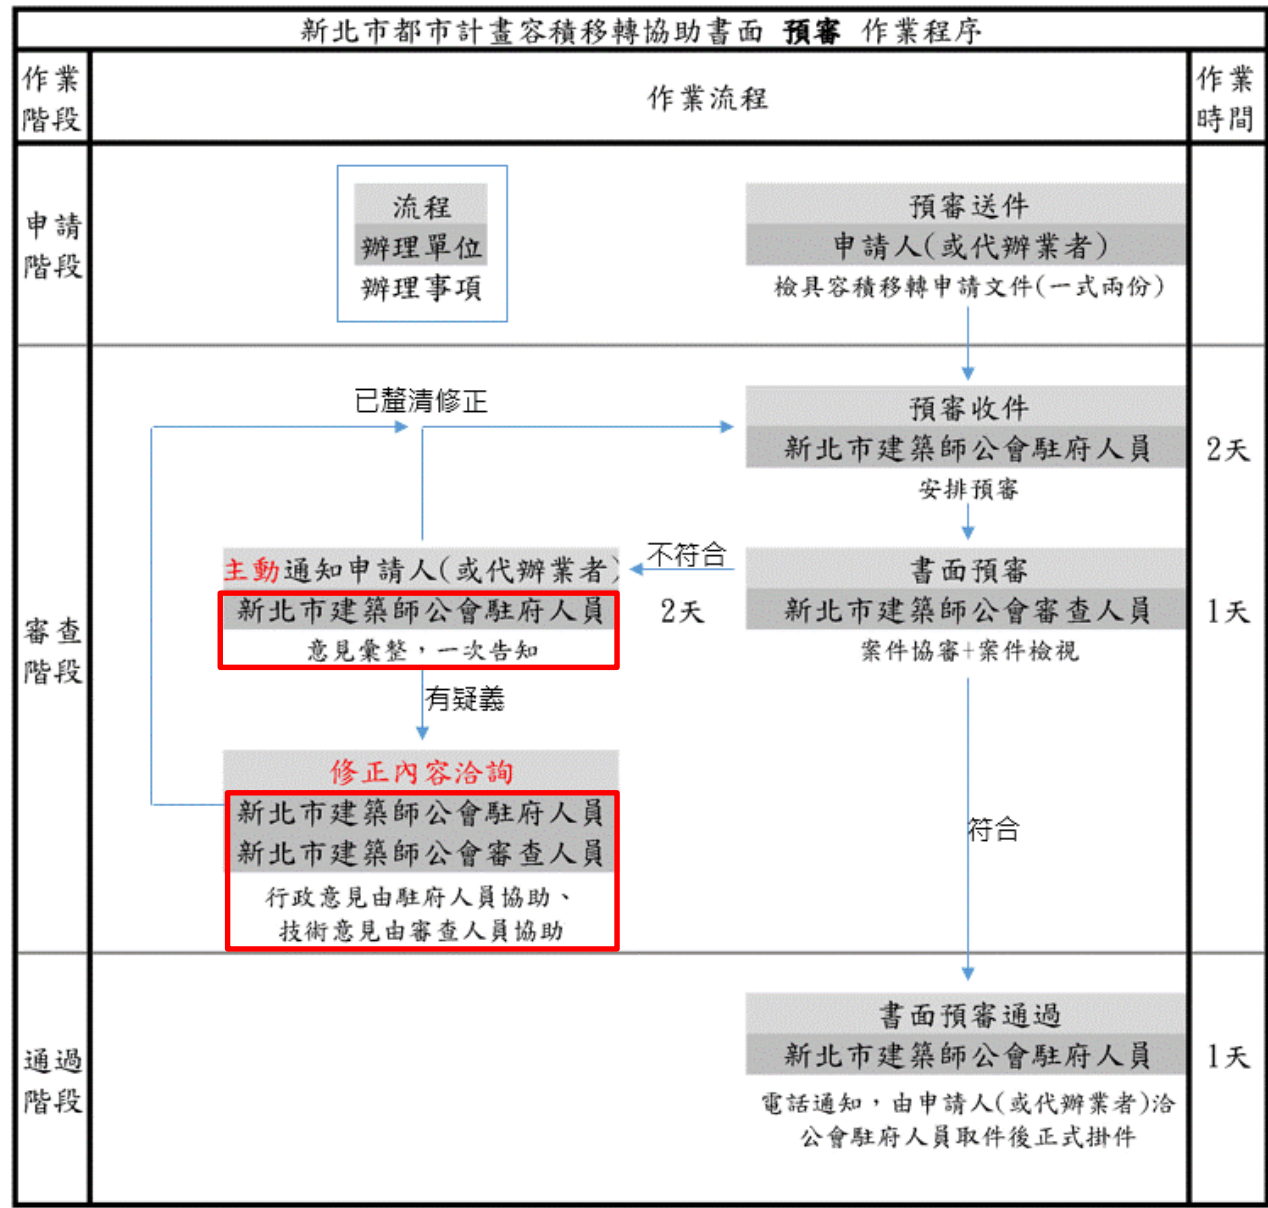 新北市都市計畫容積移轉協助書面 預審 作業程序
作業
階段
作業流程
作業
時間
申請
階段
流程
辦理單位
辦理事項
預審送件
申請人(或代辦業者)
檢具容積移轉申請文件(一式兩份)
審查
階段
已釐清修正
預審收件
新北市建築師公會駐府人員
安排預審
2天
主動通知申請人(或代辦業者)
新北市建築師公會駐府人員
意見彙整，一次告知
不符合
2天
書面預審
新北市建築師公會審查人員
案件協審+案件檢視
1天
有疑義
修正內容洽詢
新北市建築師公會駐府人員
新北市建築師公會審查人員
行政意見由駐府人員協助、
技術意見由審查人員協助
符合
通過
階段
書面預審通過
新北市建築師公會駐府人員
電話通知，由申請人(或代辦業者)洽
公會駐府人員取件後正式掛件
1天